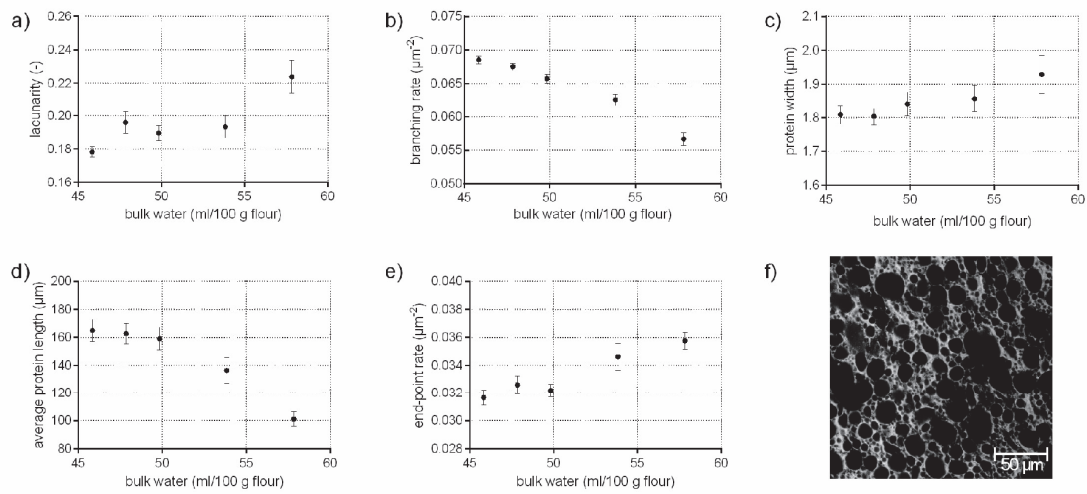 a)
0.26
0.24
0.22
0.20
0.18
0.16
lacunarity (-)
45 50 55 60
bulk water (ml/100 g flour)
b)
0.075
0.070
0.065
0.060
0.055
0.050
branching rate (μm⁻²)
45 50 55 60
bulk water (ml/100 g flour)
c)
2.1
2.0
1.9
1.8
1.7
1.6
protein width (μm)
45 50 55 60
bulk water (ml/100 g flour)
d)
200
180
160
140
120
100
80
average protein length (μm)
45 50 55 60
bulk water (ml/100 g flour)
e)
0.040
0.038
0.036
0.034
0.032
0.030
0.028
end-point rate (μm⁻²)
45 50 55 60
bulk water (ml/100 g flour)
f)
50 μm